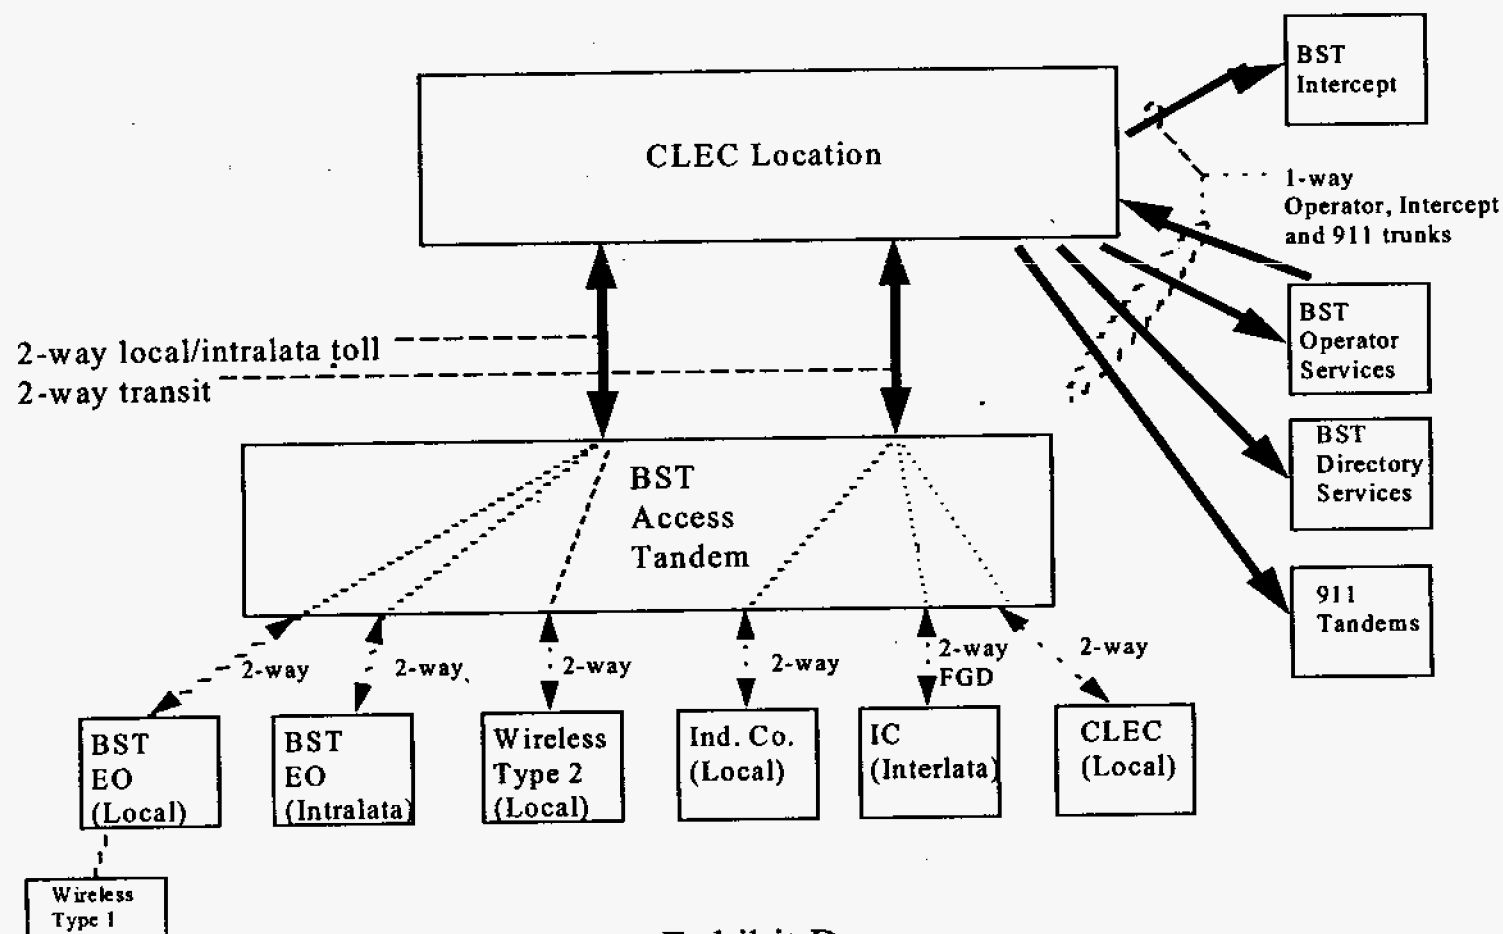 BST
Intercept
CLEC Location
1-way
Operator, Intercept
and 911 trunks
BST
Operator
Services
2-way local/intralata toll
2-way transit
BST
Directory
Services
BST
Access
Tandem
911
Tandems
2-way
2-way
2-way
2-way
2-way
FGD
2-way
BST
EO
(Local)
BST
EO
(Intralata)
Wireless
Type 2
(Local)
Ind. Co.
(Local)
IC
(Interlata)
CLEC
(Local)
Wireless
Type 1